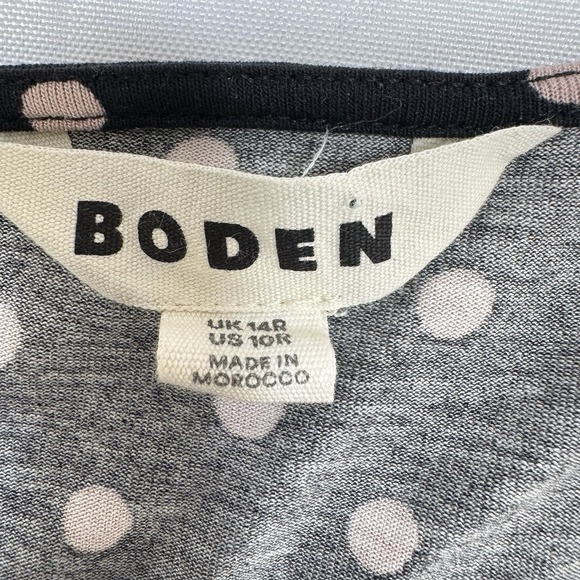 BODEN
UK 14R
US 10R
MADE IN
MOROCCO